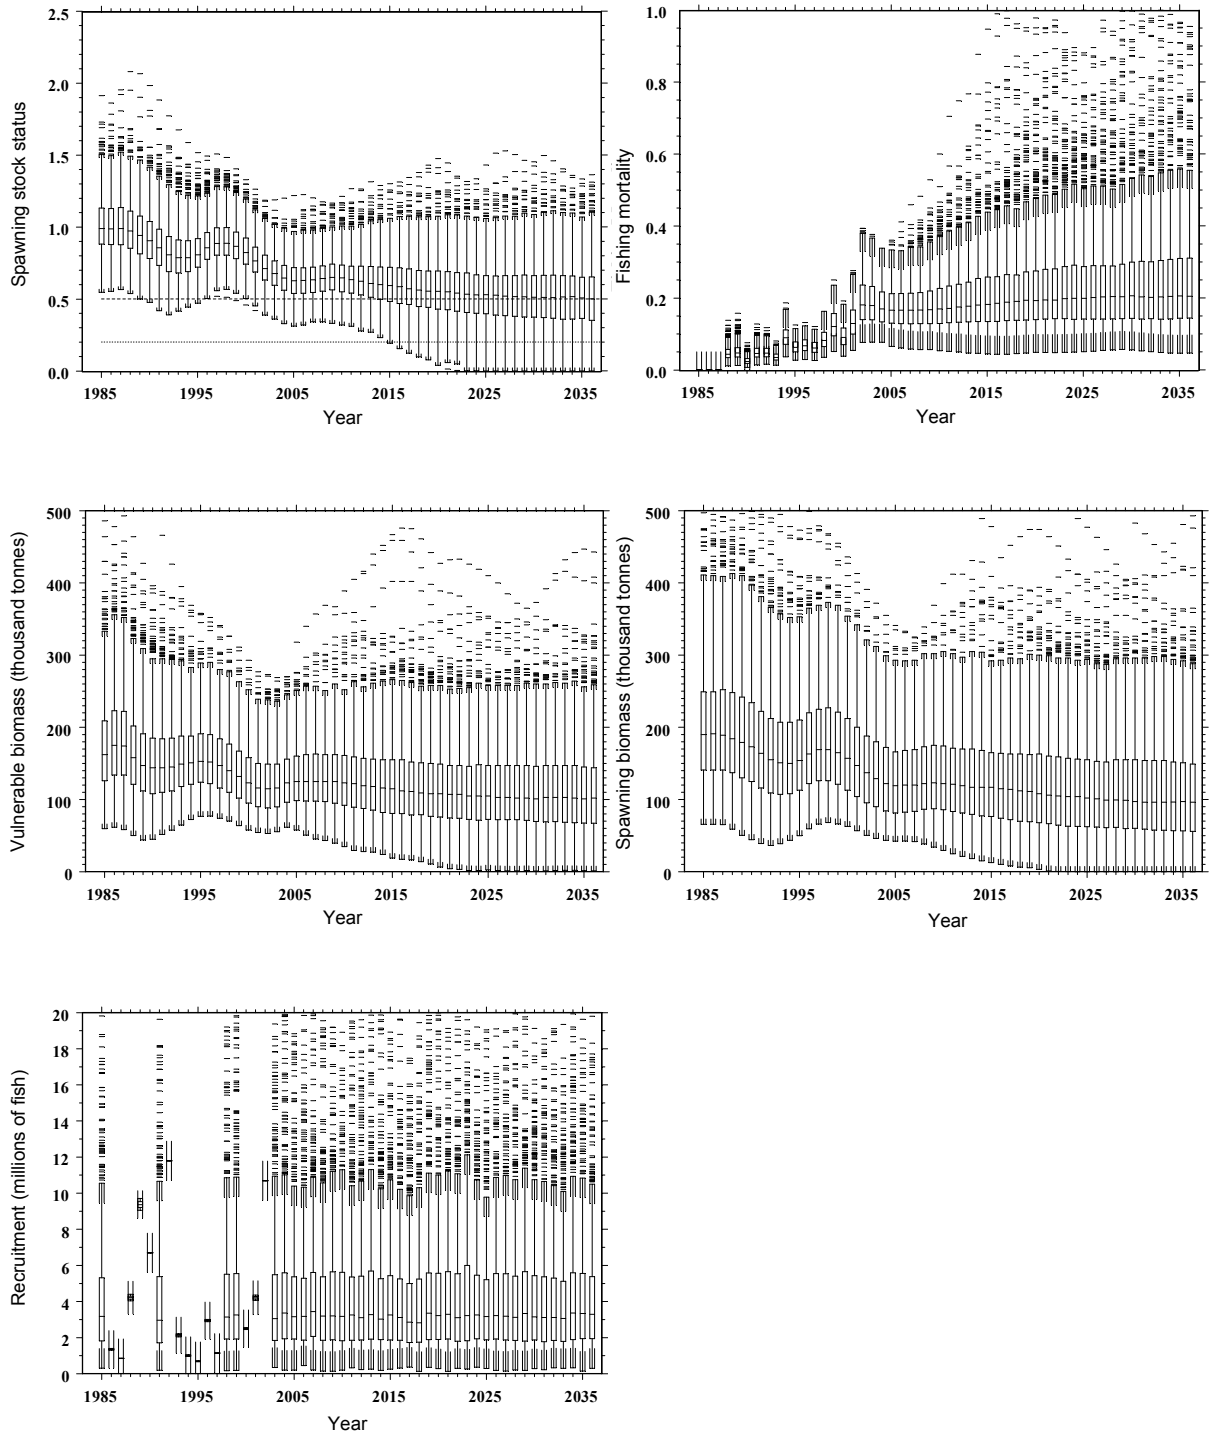 2.5
2.0
1.5
1.0
0.5
0.0
Spawning stock status
1985 1995 2005 2015 2025 2035
Year
1.0
0.8
0.6
0.4
0.2
0.0
Fishing mortality
1985 1995 2005 2015 2025 2035
Year
500
400
300
200
100
0
Vulnerable biomass (thousand tonnes)
1985 1995 2005 2015 2025 2035
Year
500
400
300
200
100
0
Spawning biomass (thousand tonnes)
1985 1995 2005 2015 2025 2035
Year
20
18
16
14
12
10
8
6
4
2
0
Recruitment (millions of fish)
1985 1995 2005 2015 2025 2035
Year